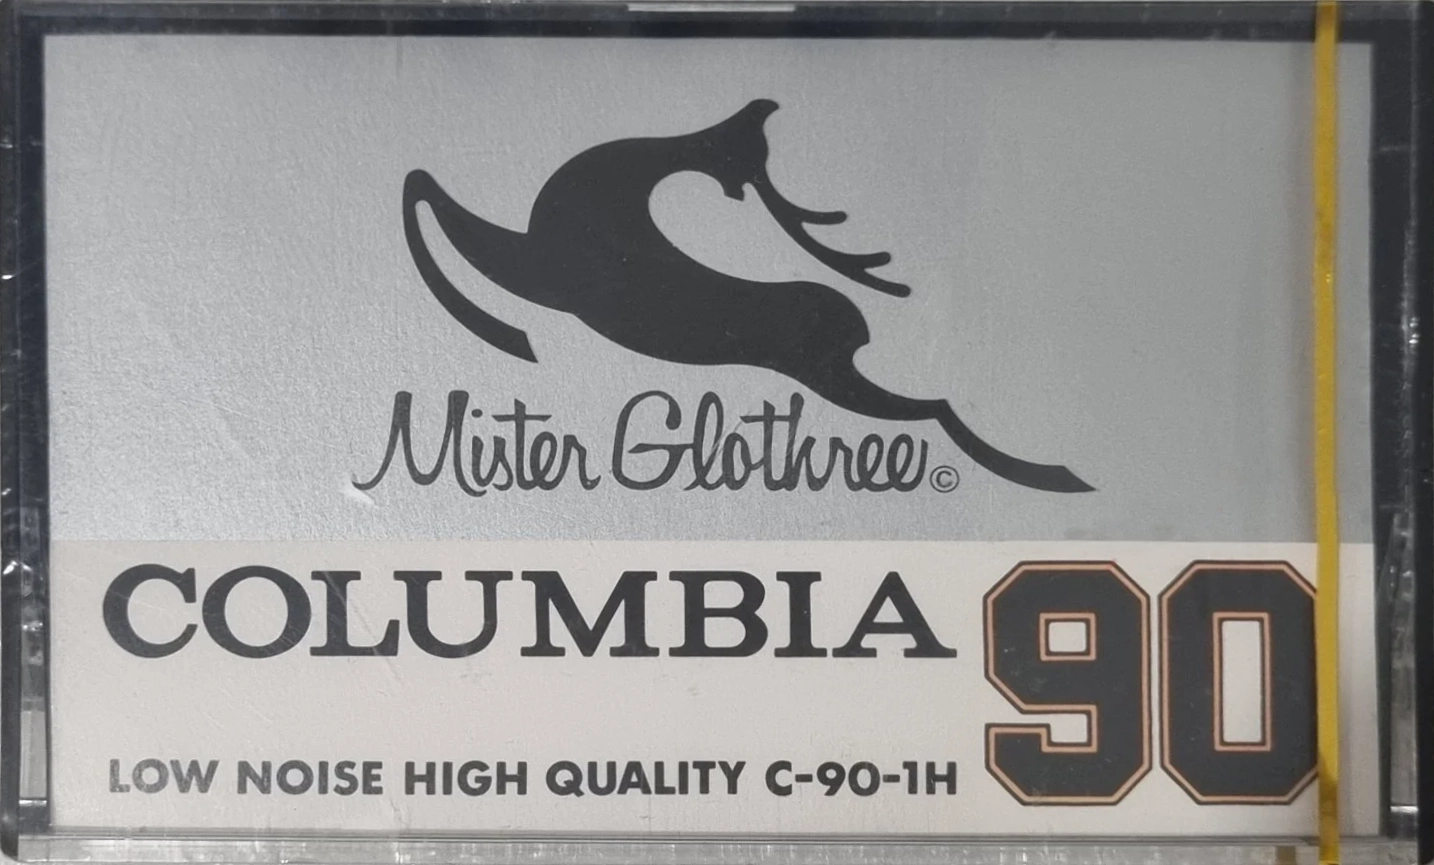 Mister Glothree©
COLUMBIA 90
LOW NOISE HIGH QUALITY C-90-1H